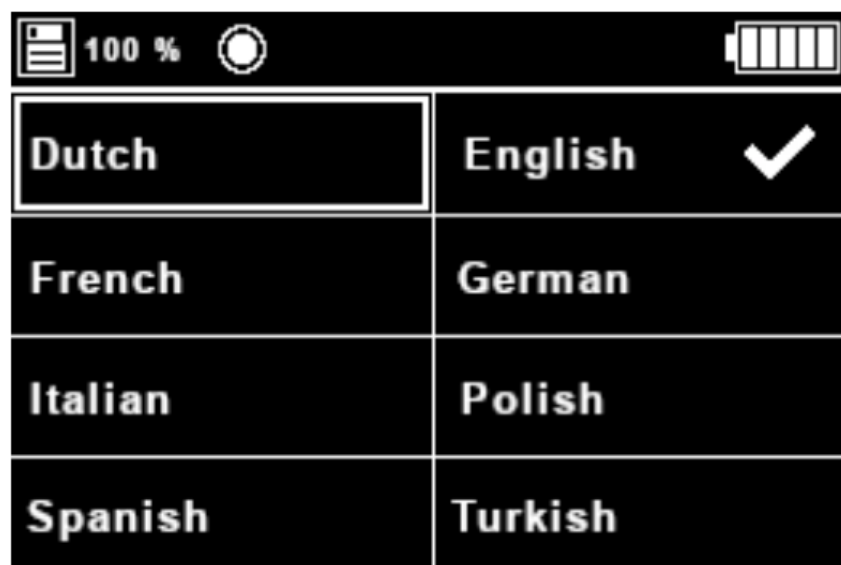 100 %
Dutch English
French German
Italian Polish
Spanish Turkish